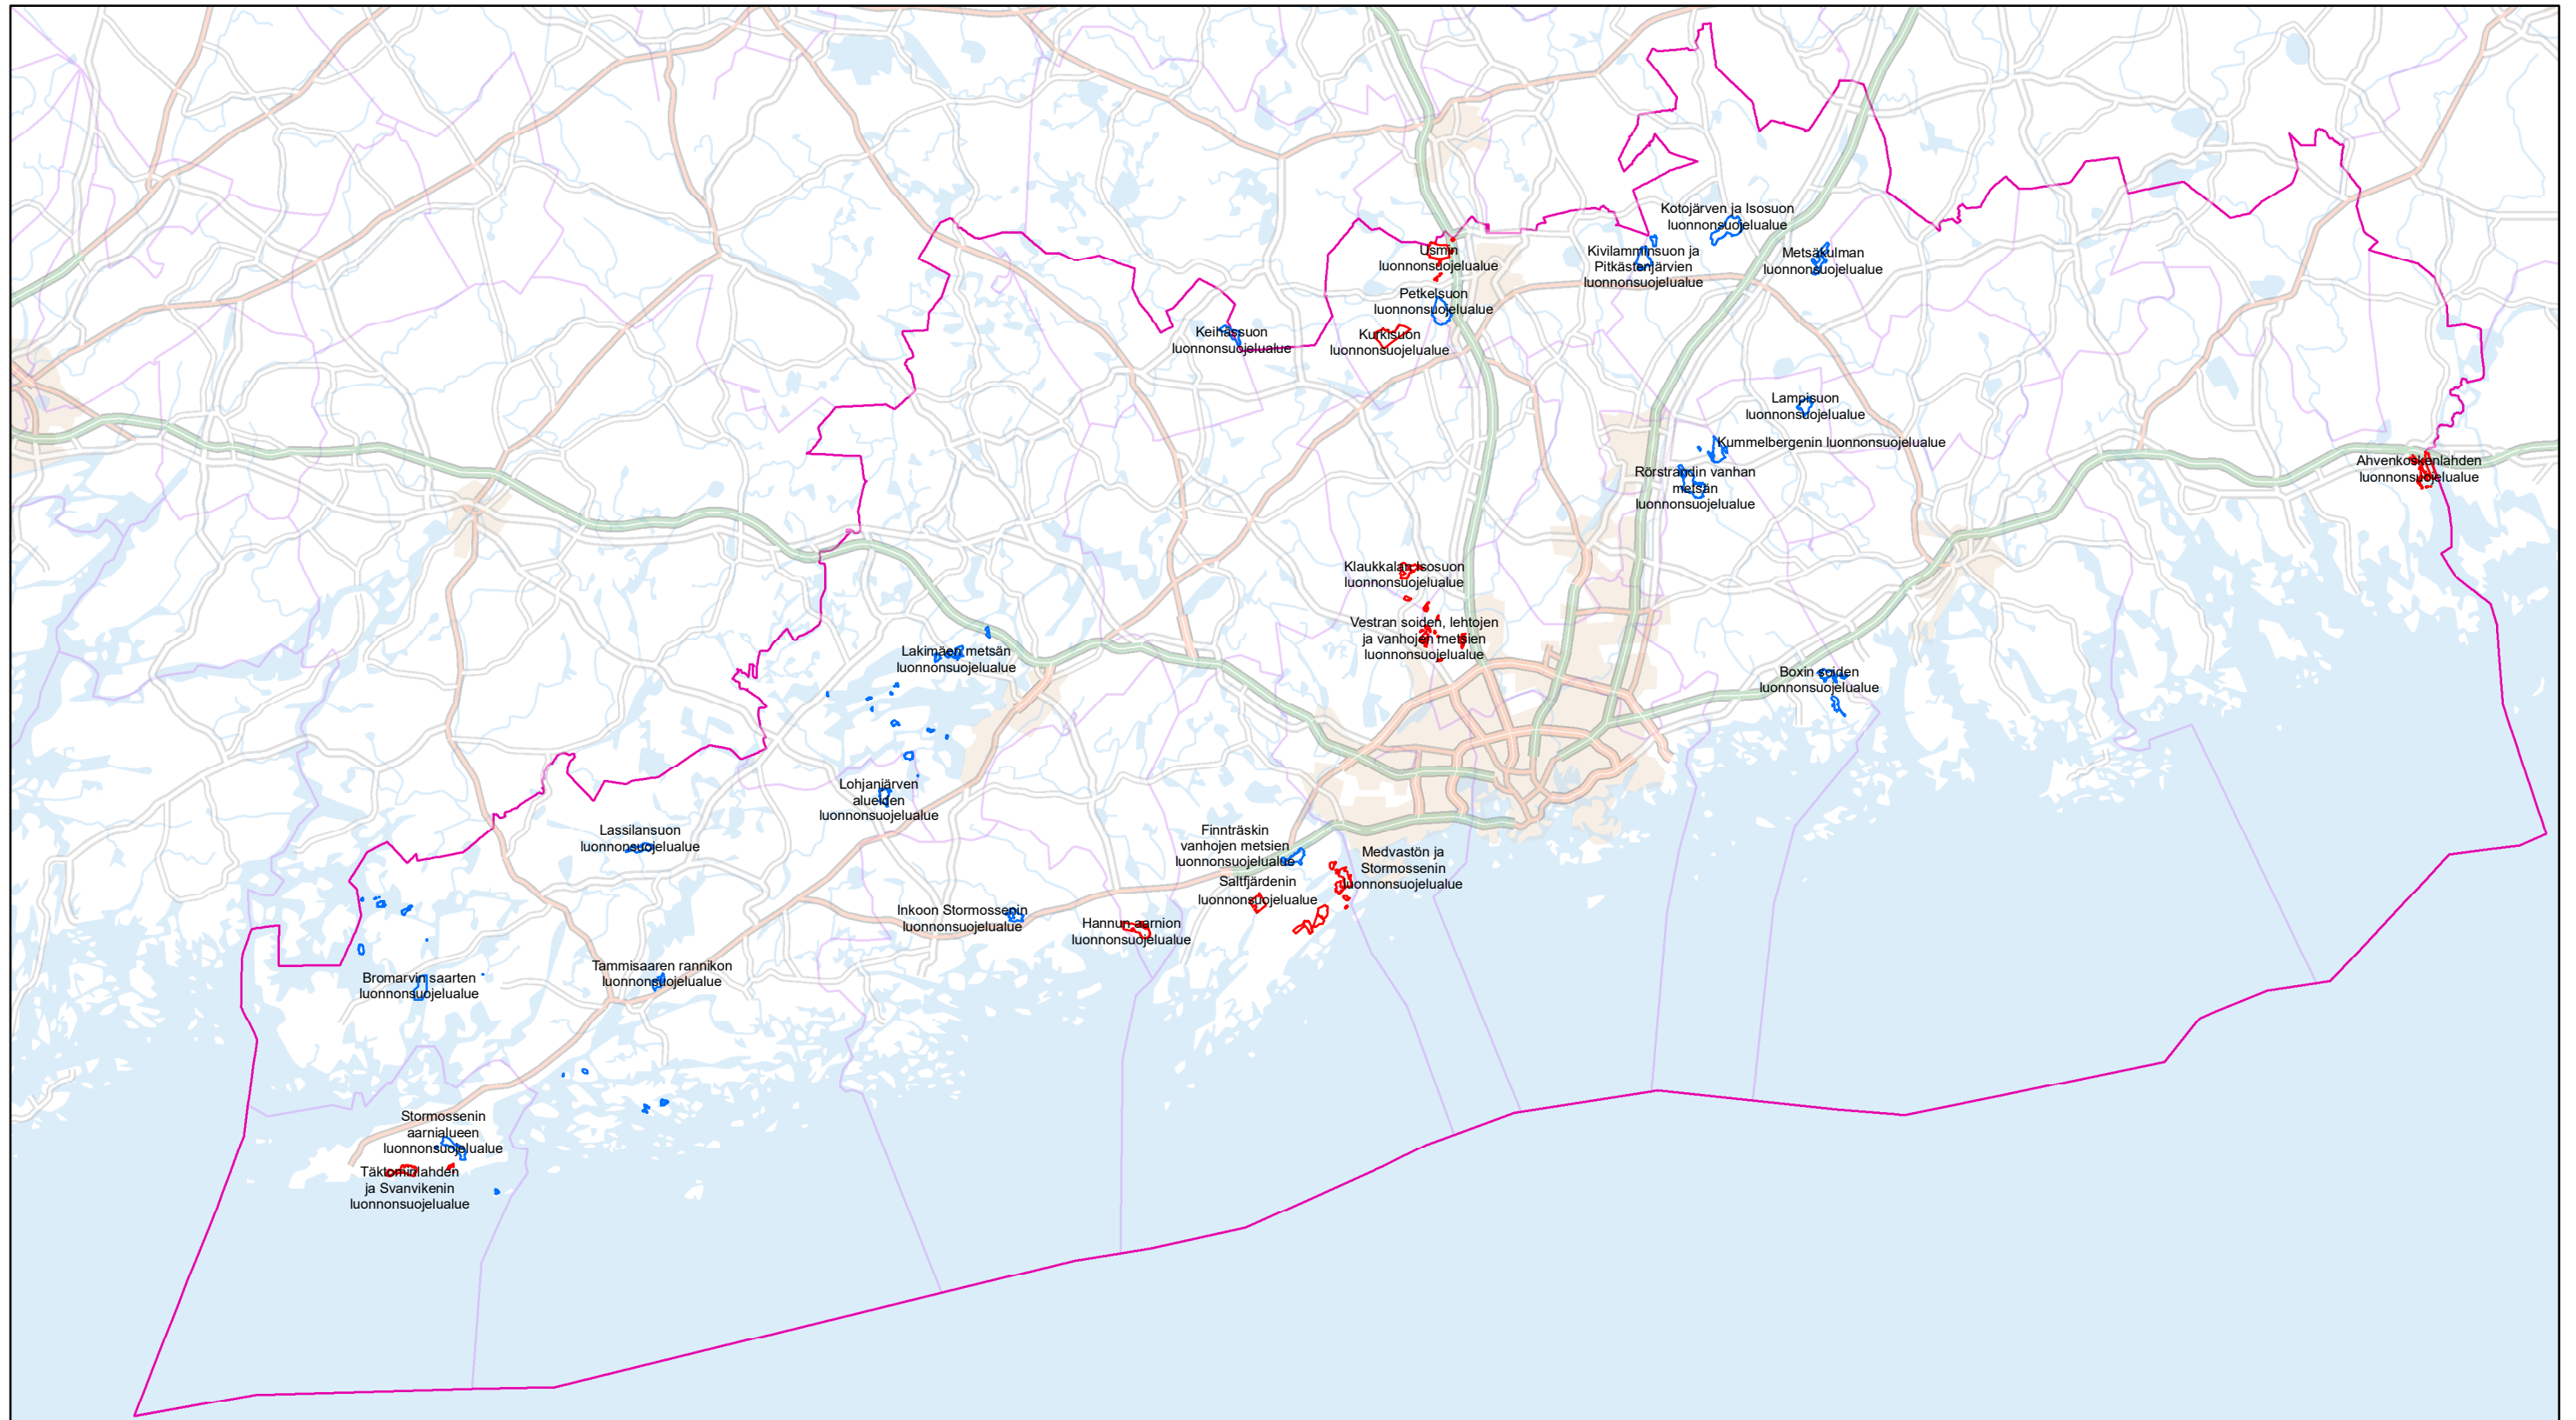 Kotojärven ja Isosuon
luonnonsuojelualue
Usmin
luonnonsuojelualue
Kivilamminsuon ja
Pitkästenjärvien
luonnonsuojelualue
Metsäkulman
luonnonsuojelualue
Petkelsuon
luonnonsuojelualue
Keihässuon
luonnonsuojelualue
Kurkisuon
luonnonsuojelualue
Lampisuon
luonnonsuojelualue
Kummelbergenin luonnonsuojelualue
Rörstrandin vanhan
metsän
luonnonsuojelualue
Ahvenkoskenlahden
luonnonsuojelualue
Klaukkalan Isosuon
luonnonsuojelualue
Vestran soiden, lehtojen
ja vanhojen metsien
luonnonsuojelualue
Lakimäen metsän
luonnonsuojelualue
Boxin soiden
luonnonsuojelualue
Lohjanjärven
alueiden
luonnonsuojelualue
Lassilansuon
luonnonsuojelualue
Finnträskin
vanhojen metsien
luonnonsuojelualue
Medvastön ja
Stormossenin
luonnonsuojelualue
Saltfjärdenin
luonnonsuojelualue
Inkoon Stormossenin
luonnonsuojelualue
Hannun aarnion
luonnonsuojelualue
Tammisaaren rannikon
luonnonsuojelualue
Bromarvin saarten
luonnonsuojelualue
Stormossenin
aarnialueen
luonnonsuojelualue
Täktominlahden
ja Svanvikenin
luonnonsuojelualue